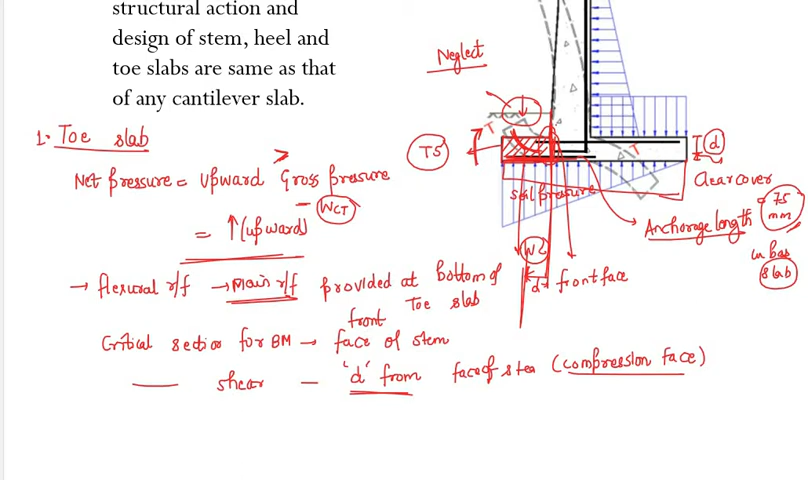 structural action and
design of stem, heel and
toe slabs are same as that
of any cantilever slab.
Neglect
1. Toe slab
Net pressure = upward Gross pressure
> - WCT
= ↑(upward)
→ flexural r/f → Main r/f provided at bottom of
Toe slab
front
Critical section for BM → face of stem
—— shear — 'd' from face of stem (compression face)
T
TS
T
d
soil pressure
clear cover
= 75
mm
Anchorage length
in base
slab
d
front face